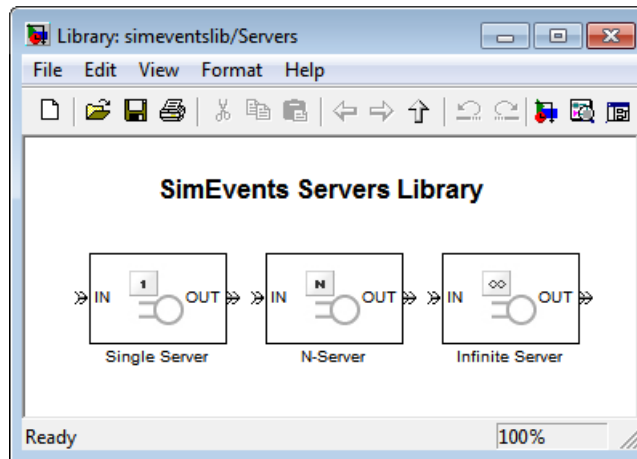 Library: simeventslib/Servers
File Edit View Format Help
SimEvents Servers Library
1 N ∞
IN OUT IN OUT IN OUT
Single Server N-Server Infinite Server
Ready 100%